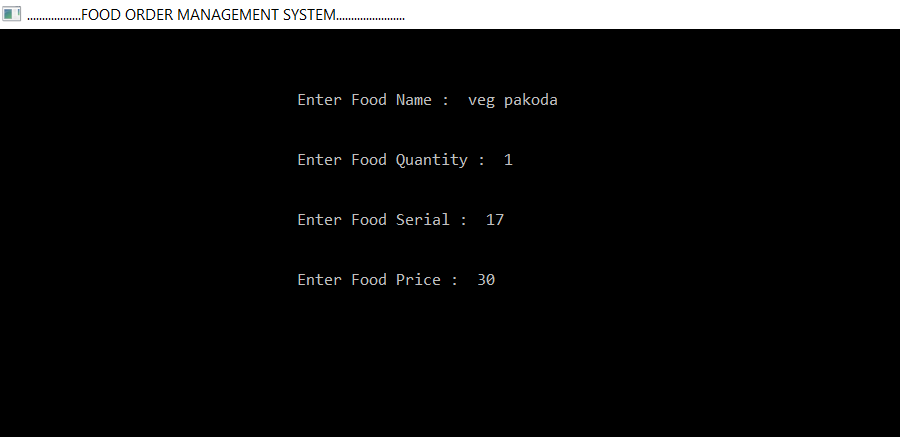 ..................FOOD ORDER MANAGEMENT SYSTEM.......................
Enter Food Name :  veg pakoda
Enter Food Quantity :  1
Enter Food Serial :  17
Enter Food Price :  30